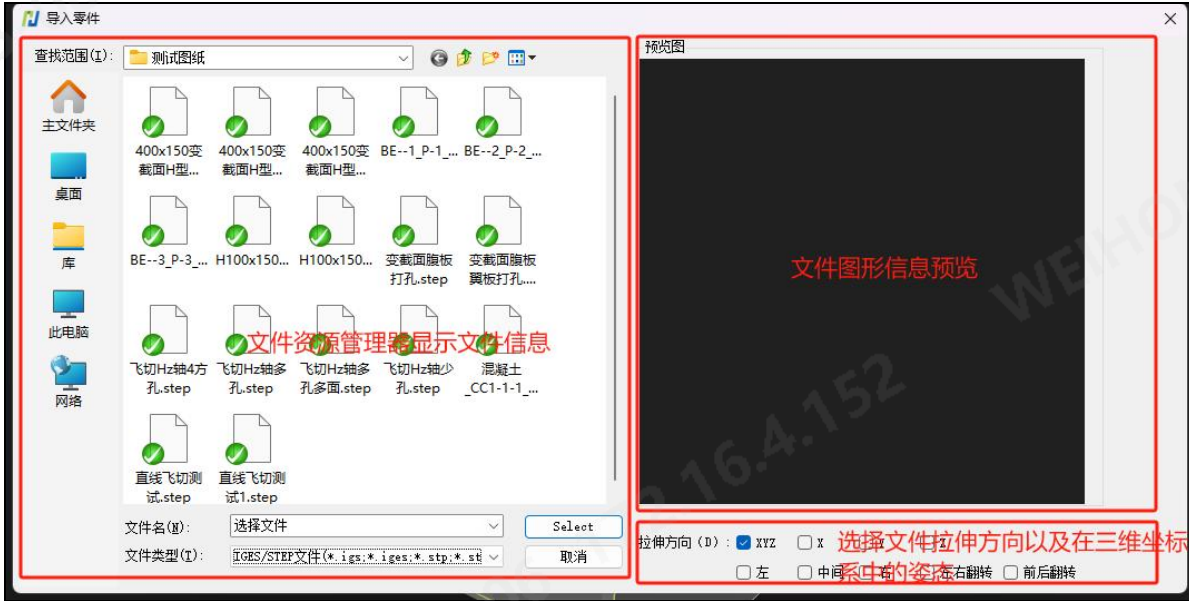 导入零件
查找范围(I):
测试图纸
预览图
主文件夹
桌面
库
此电脑
网络
400x150变
截面H型...
400x150变
截面H型...
400x150变
截面H型...
BE--1_P-1_...
BE--2_P-2_...
BE--3_P-3_...
H100x150...
H100x150...
变截面腹板
打孔.step
变截面腹板
翼板打孔....
文件资源管理器显示文件信息
飞切Hz轴4方
孔.step
飞切Hz轴多
孔.step
飞切Hz轴多
孔多面.step
飞切Hz轴少
孔.step
混凝土
_CC1-1-1_...
直线飞切测
试.step
直线飞切测
试1.step
文件名(N):
选择文件
Select
文件类型(T):
IGES/STEP文件(*.igs;*.iges;*.stp;*.st
取消
文件图形信息预览
拉伸方向 (D) :
XYZ
X
选择文件拉伸方向以及在三维坐标
系中的姿态
左
中间
右
左右翻转
前后翻转
16.4.152